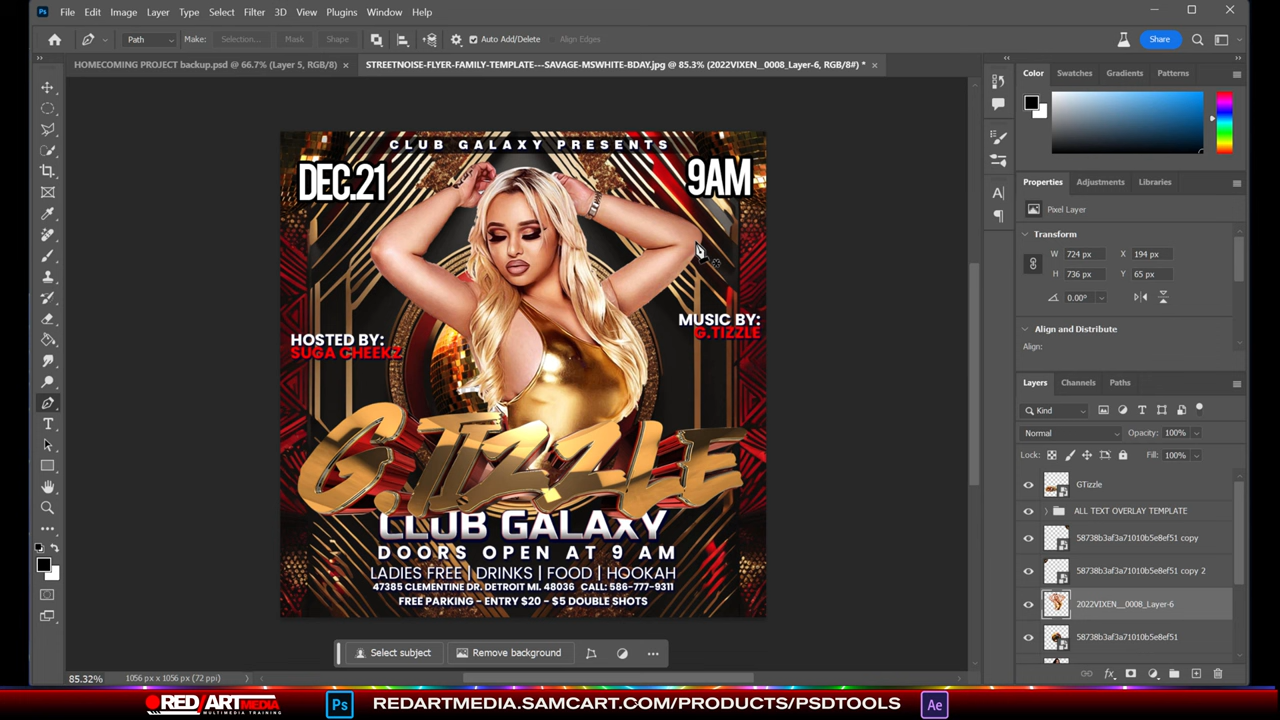 Ps File Edit Image Layer Type Select Filter 3D View Plugins Window Help
Path Make: Selection... Mask Shape Auto Add/Delete Align Edges Share
HOMECOMING PROJECT backup.psd @ 66.7% (Layer 5, RGB/8) × STREETNOISE-FLYER-FAMILY-TEMPLATE---SAVAGE-MSWHITE-BDAY.jpg @ 85.3% (2022VIXEN__0008_Layer-6, RGB/8#) * ×
Color Swatches Gradients Patterns
CLUB GALAXY PRESENTS
DEC.21
9AM
HOSTED BY:
SUGA CHEEKZ
MUSIC BY:
G.TIZZLE
G.TIZZLE
CLUB GALAXY
DOORS OPEN AT 9 AM
LADIES FREE | DRINKS | FOOD | HOOKAH
47385 CLEMENTINE DR. DETROIT MI. 48036 CALL: 586-777-9311
FREE PARKING - ENTRY $20 - $5 DOUBLE SHOTS
Select subject Remove background
Properties Adjustments Libraries
Pixel Layer
Transform
W 724 px X 194 px
H 736 px Y 65 px
0.00°
Align and Distribute
Align:
Layers Channels Paths
Kind
Normal Opacity: 100%
Lock: Fill: 100%
GTizzle
ALL TEXT OVERLAY TEMPLATE
58738b3af3a71010b5e8ef51 copy
58738b3af3a71010b5e8ef51 copy 2
2022VIXEN__0008_Layer-6
58738b3af3a71010b5e8ef51
85.32% 1056 px x 1056 px (72 ppi)
RED/ART MEDIA
MULTIMEDIA TRAINING
Ps REDARTMEDIA.SAMCART.COM/PRODUCTS/PSDTOOLS Ae